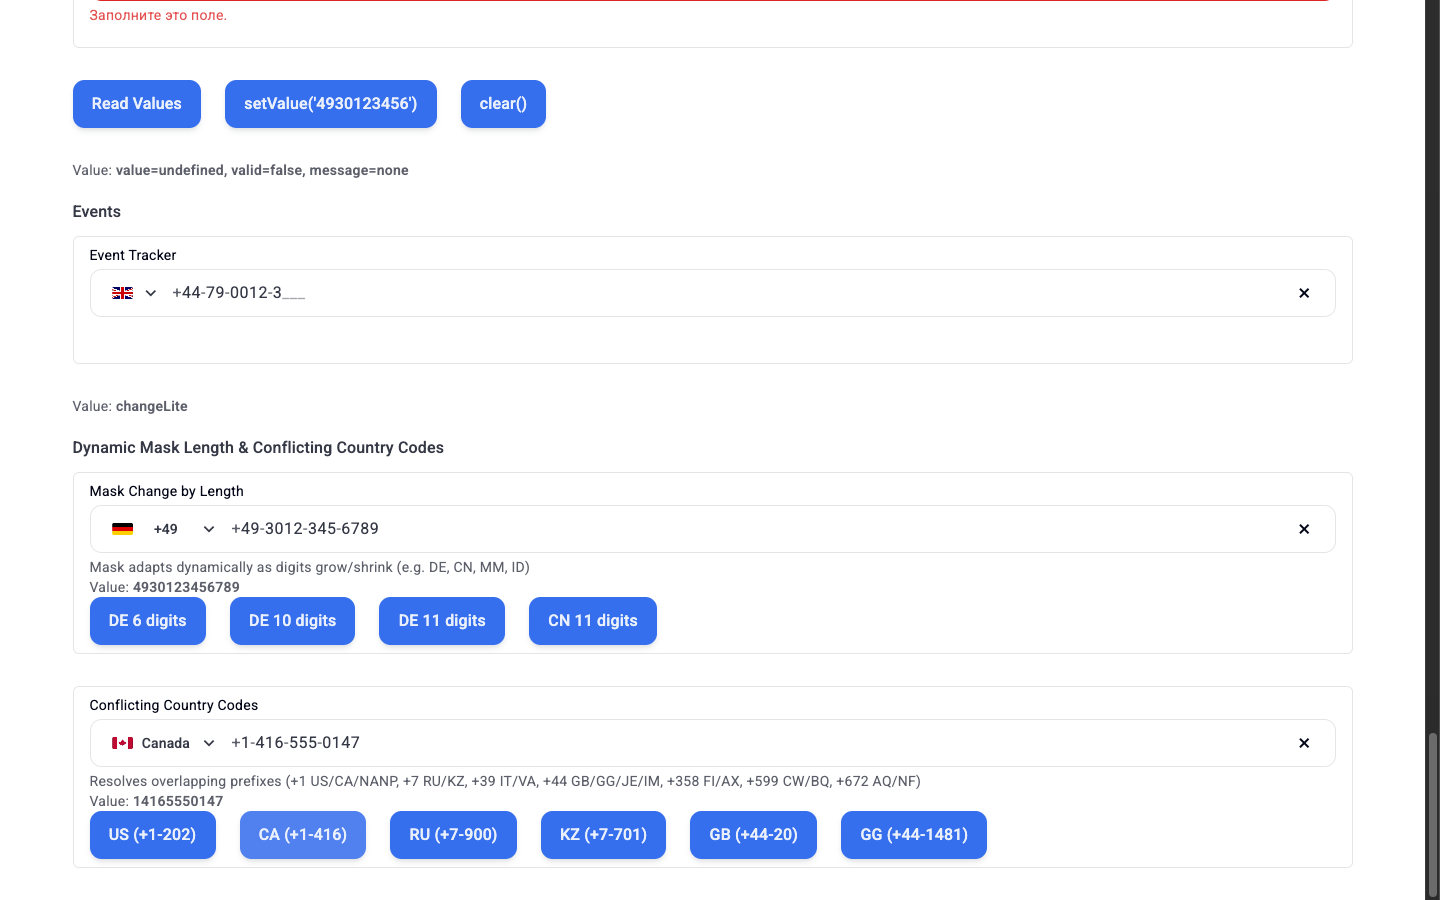 Заполните это поле.
Read Values setValue('4930123456') clear()
Value: value=undefined, valid=false, message=none
Events
Event Tracker
+44-79-0012-3___
Value: changeLite
Dynamic Mask Length & Conflicting Country Codes
Mask Change by Length
+49 +49-3012-345-6789
Mask adapts dynamically as digits grow/shrink (e.g. DE, CN, MM, ID)
Value: 4930123456789
DE 6 digits DE 10 digits DE 11 digits CN 11 digits
Conflicting Country Codes
Canada +1-416-555-0147
Resolves overlapping prefixes (+1 US/CA/NANP, +7 RU/KZ, +39 IT/VA, +44 GB/GG/JE/IM, +358 FI/AX, +599 CW/BQ, +672 AQ/NF)
Value: 14165550147
US (+1-202) CA (+1-416) RU (+7-900) KZ (+7-701) GB (+44-20) GG (+44-1481)